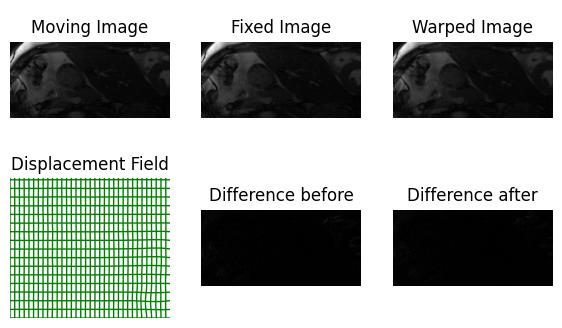 Moving Image
Fixed Image
Warped Image
Displacement Field
Difference before
Difference after